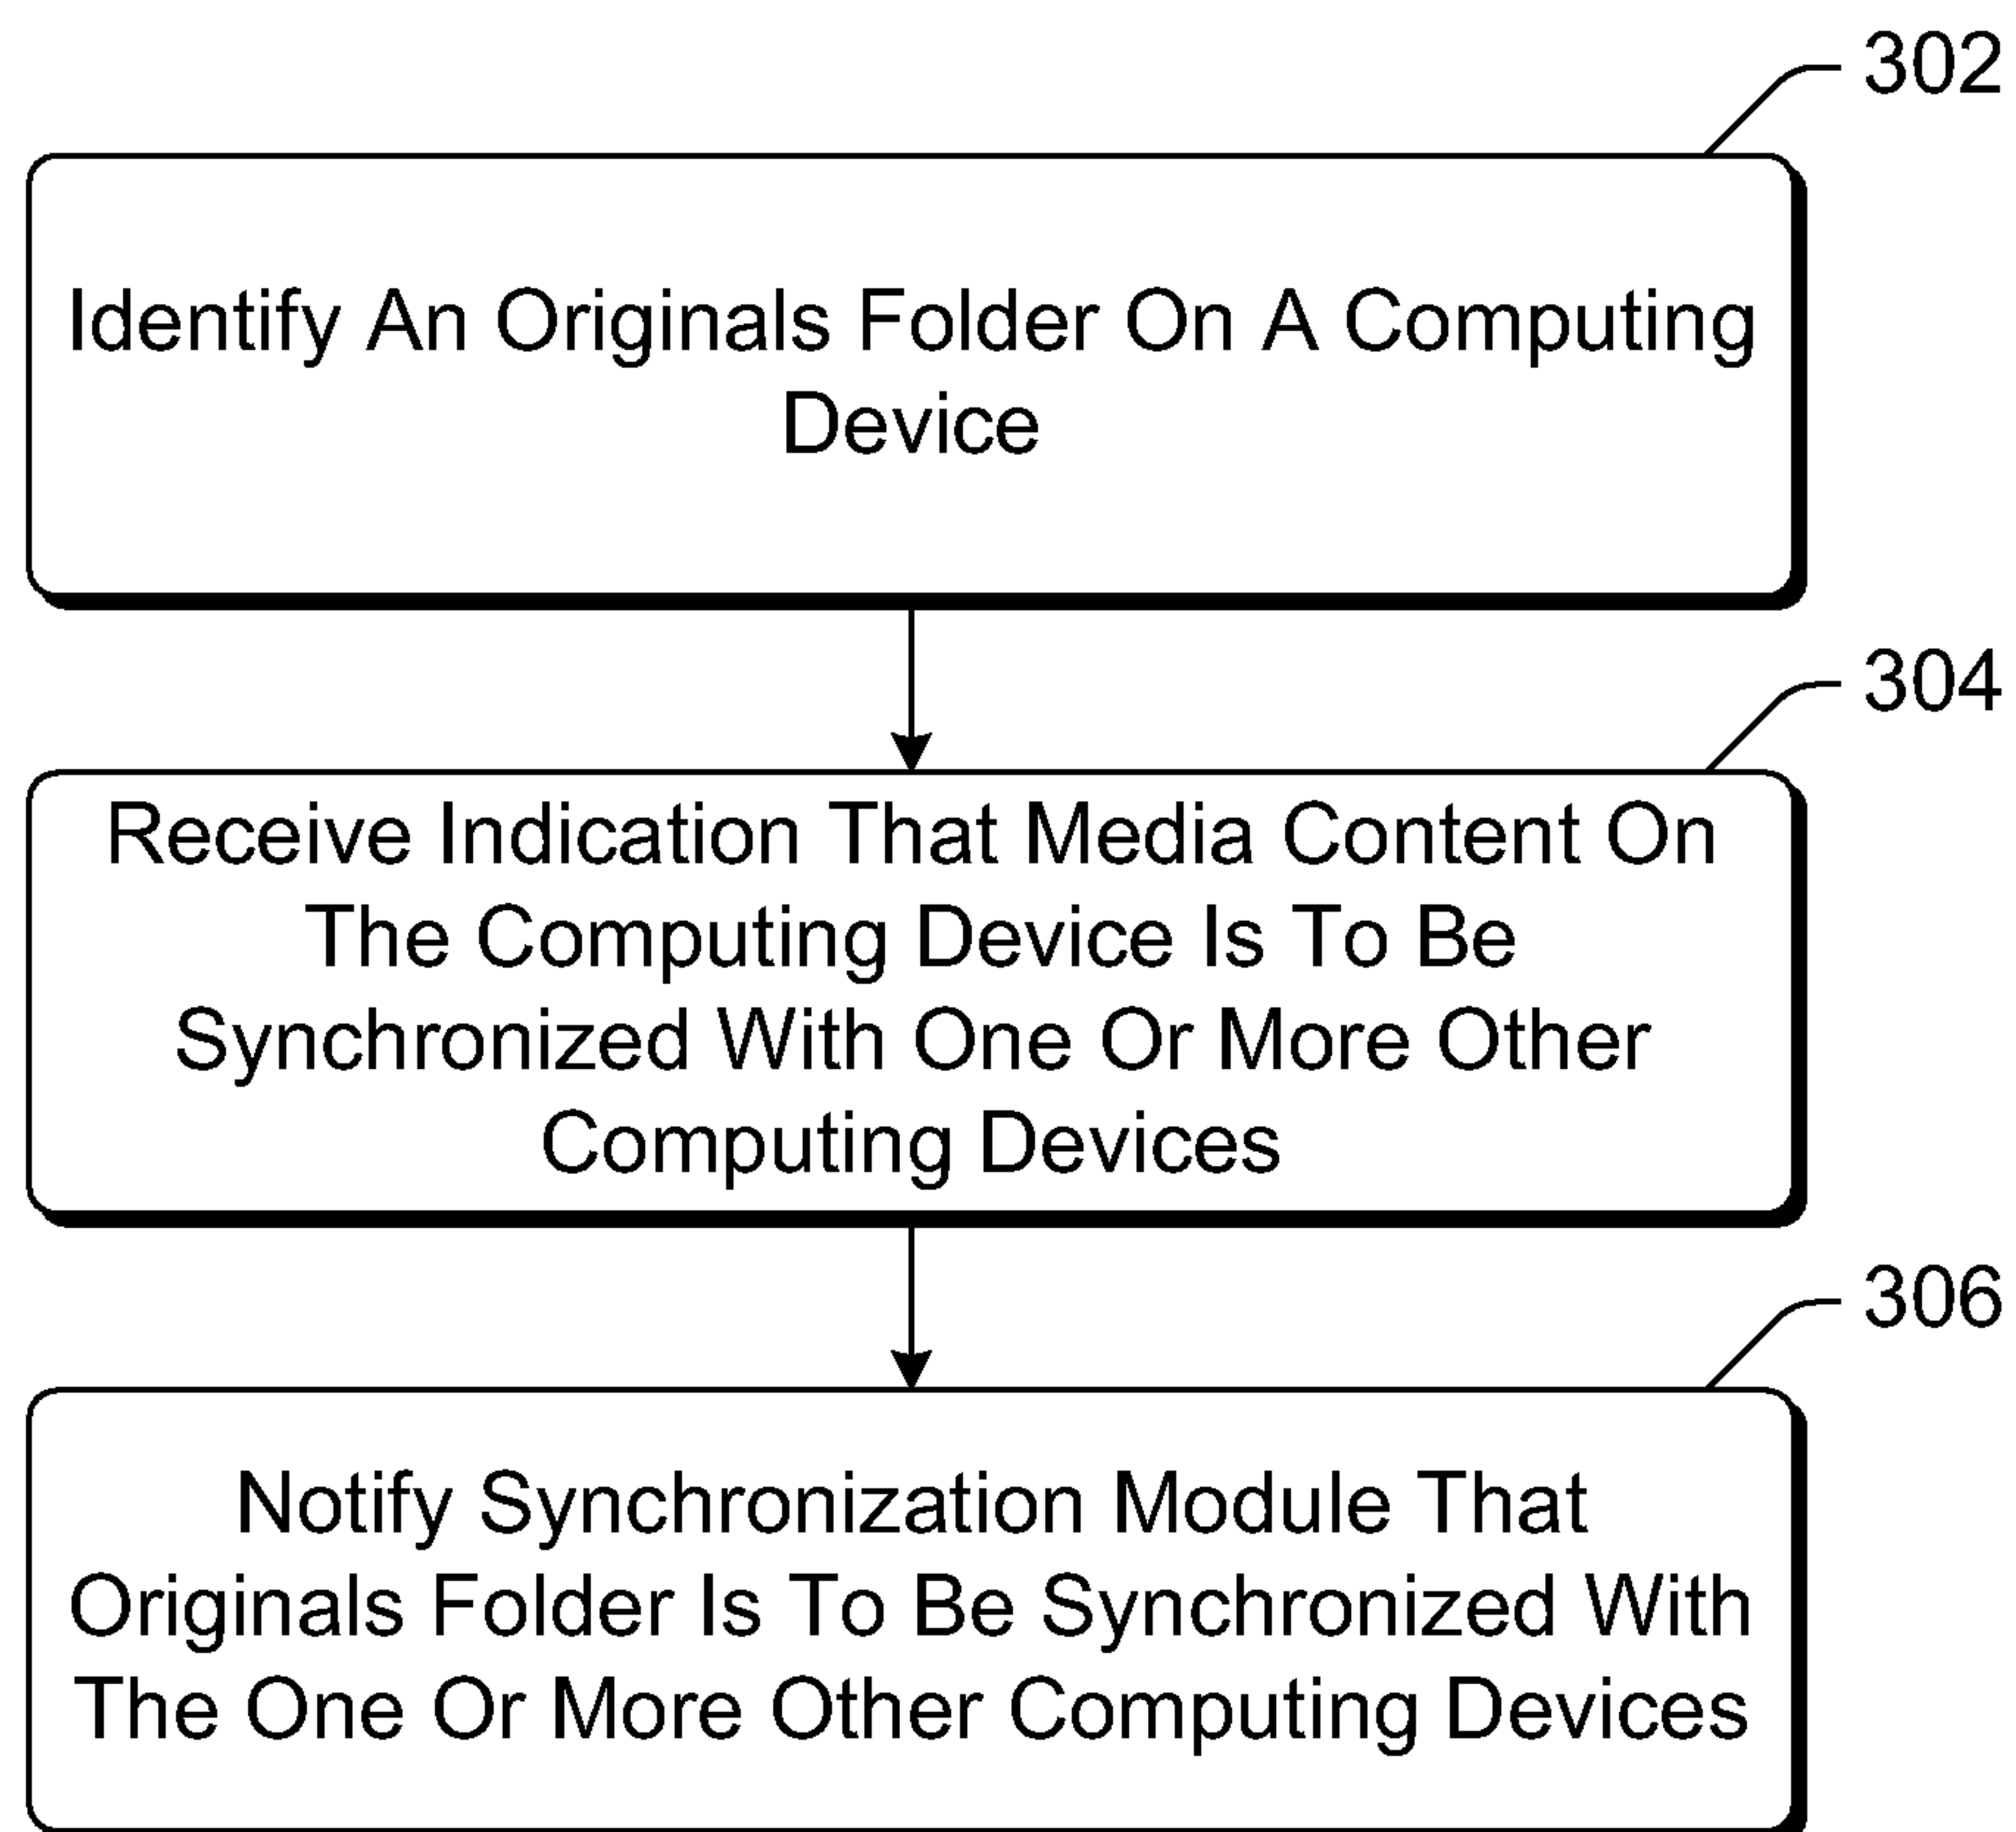 302
Identify An Originals Folder On A Computing
Device
304
Receive Indication That Media Content On
The Computing Device Is To Be
Synchronized With One Or More Other
Computing Devices
306
Notify Synchronization Module That
Originals Folder Is To Be Synchronized With
The One Or More Other Computing Devices